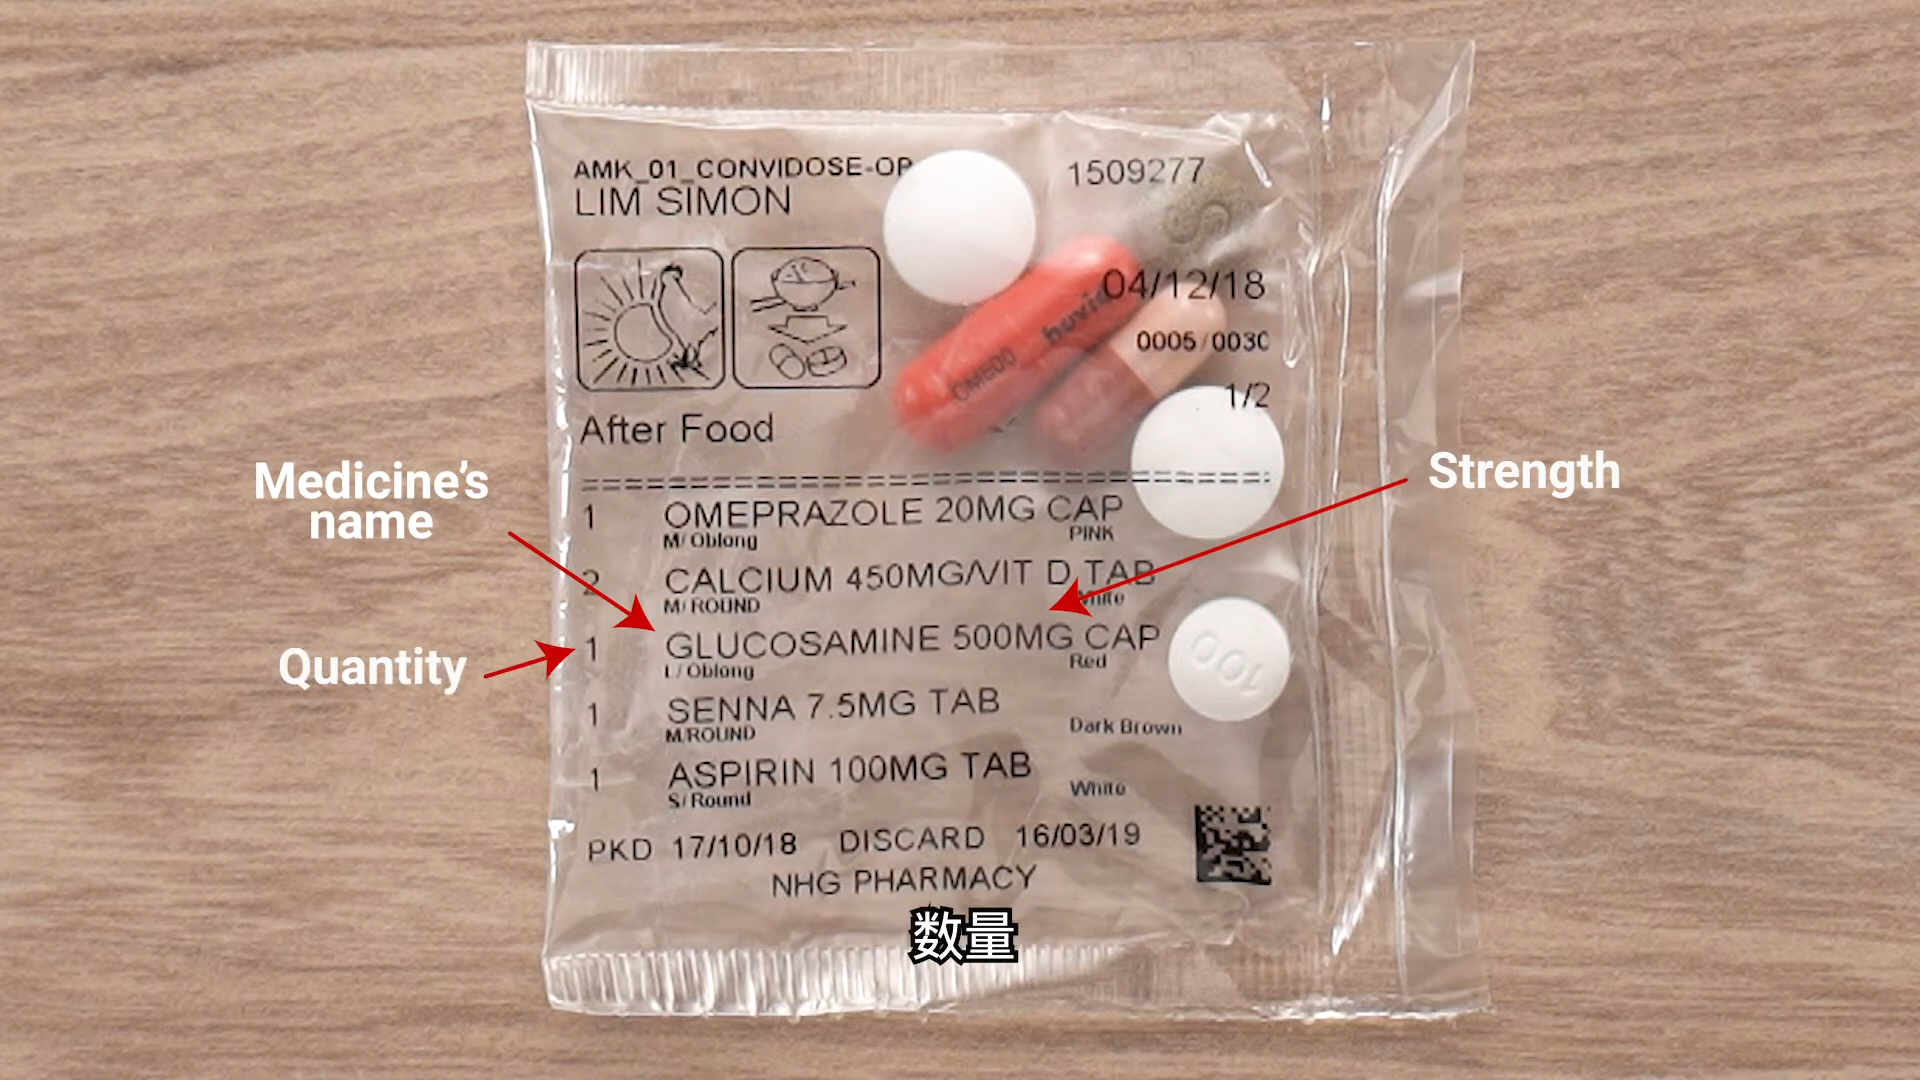 AMK_01_CONVIDOSE-OP
1509277
LIM SIMON
04/12/18
0005/0030
1/2
hovid
After Food
Medicine's
name
Strength
Quantity
1 OMEPRAZOLE 20MG CAP
M/Oblong PINK
2 CALCIUM 450MG/VIT D TAB
M/ROUND White
1 GLUCOSAMINE 500MG CAP
L/Oblong Red
1 SENNA 7.5MG TAB
M/ROUND Dark Brown
1 ASPIRIN 100MG TAB
S/Round White
100
PKD 17/10/18 DISCARD 16/03/19
NHG PHARMACY
数量